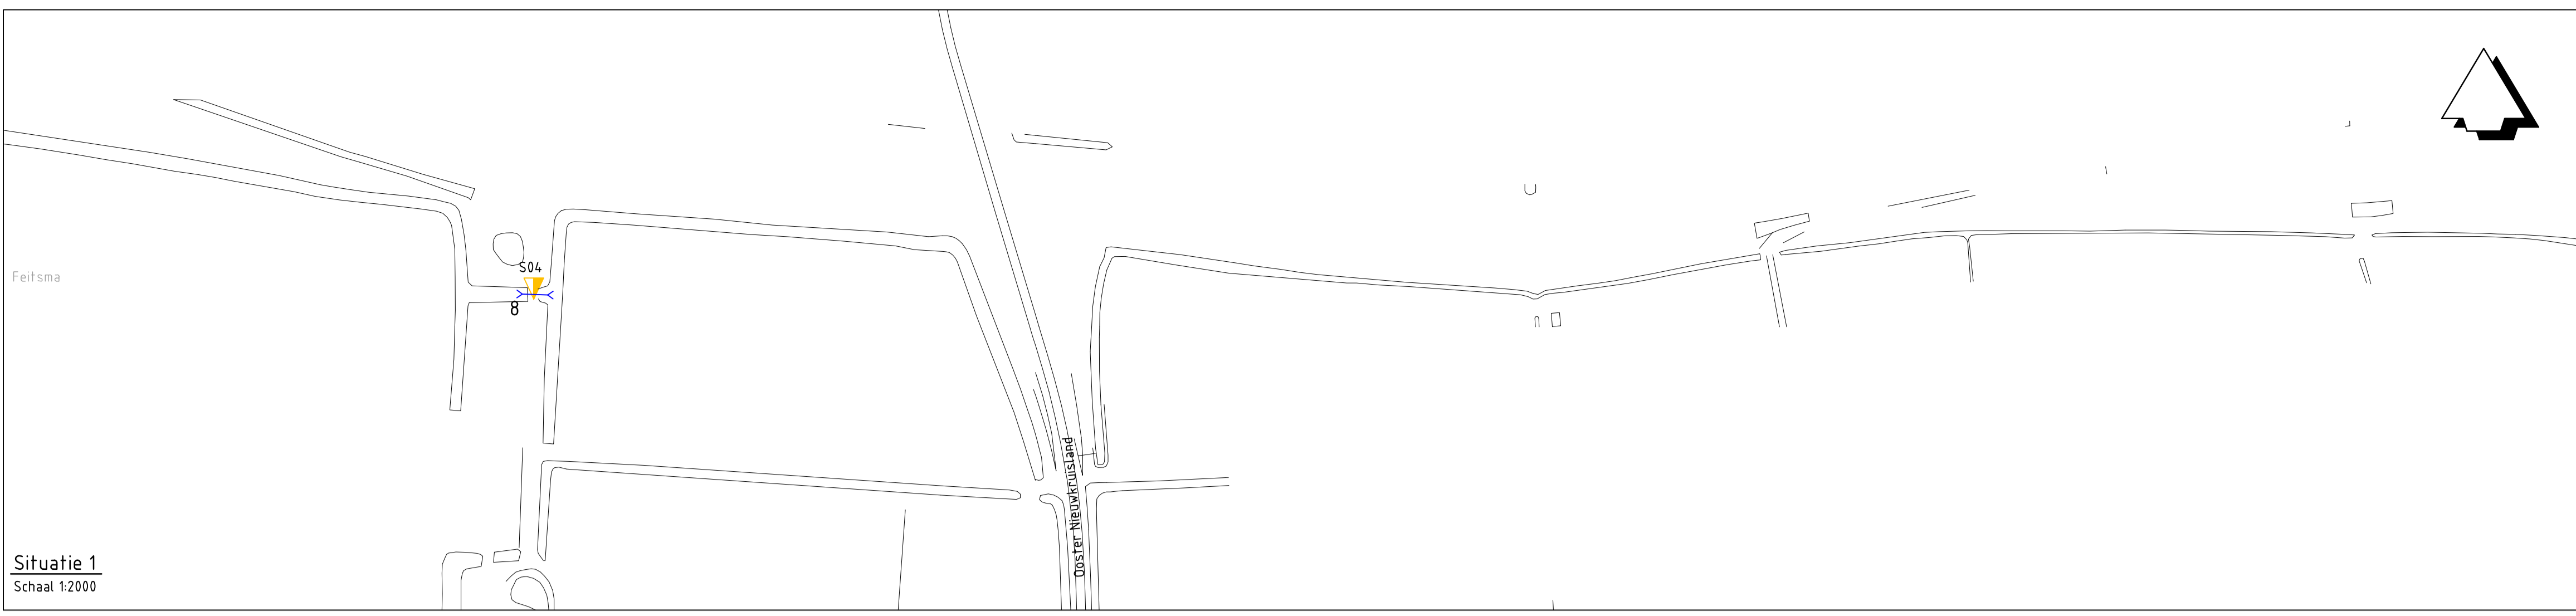 S04
Feitsma
8
Ooster Nieuwkruisland
Situatie 1
Schaal 1:2000